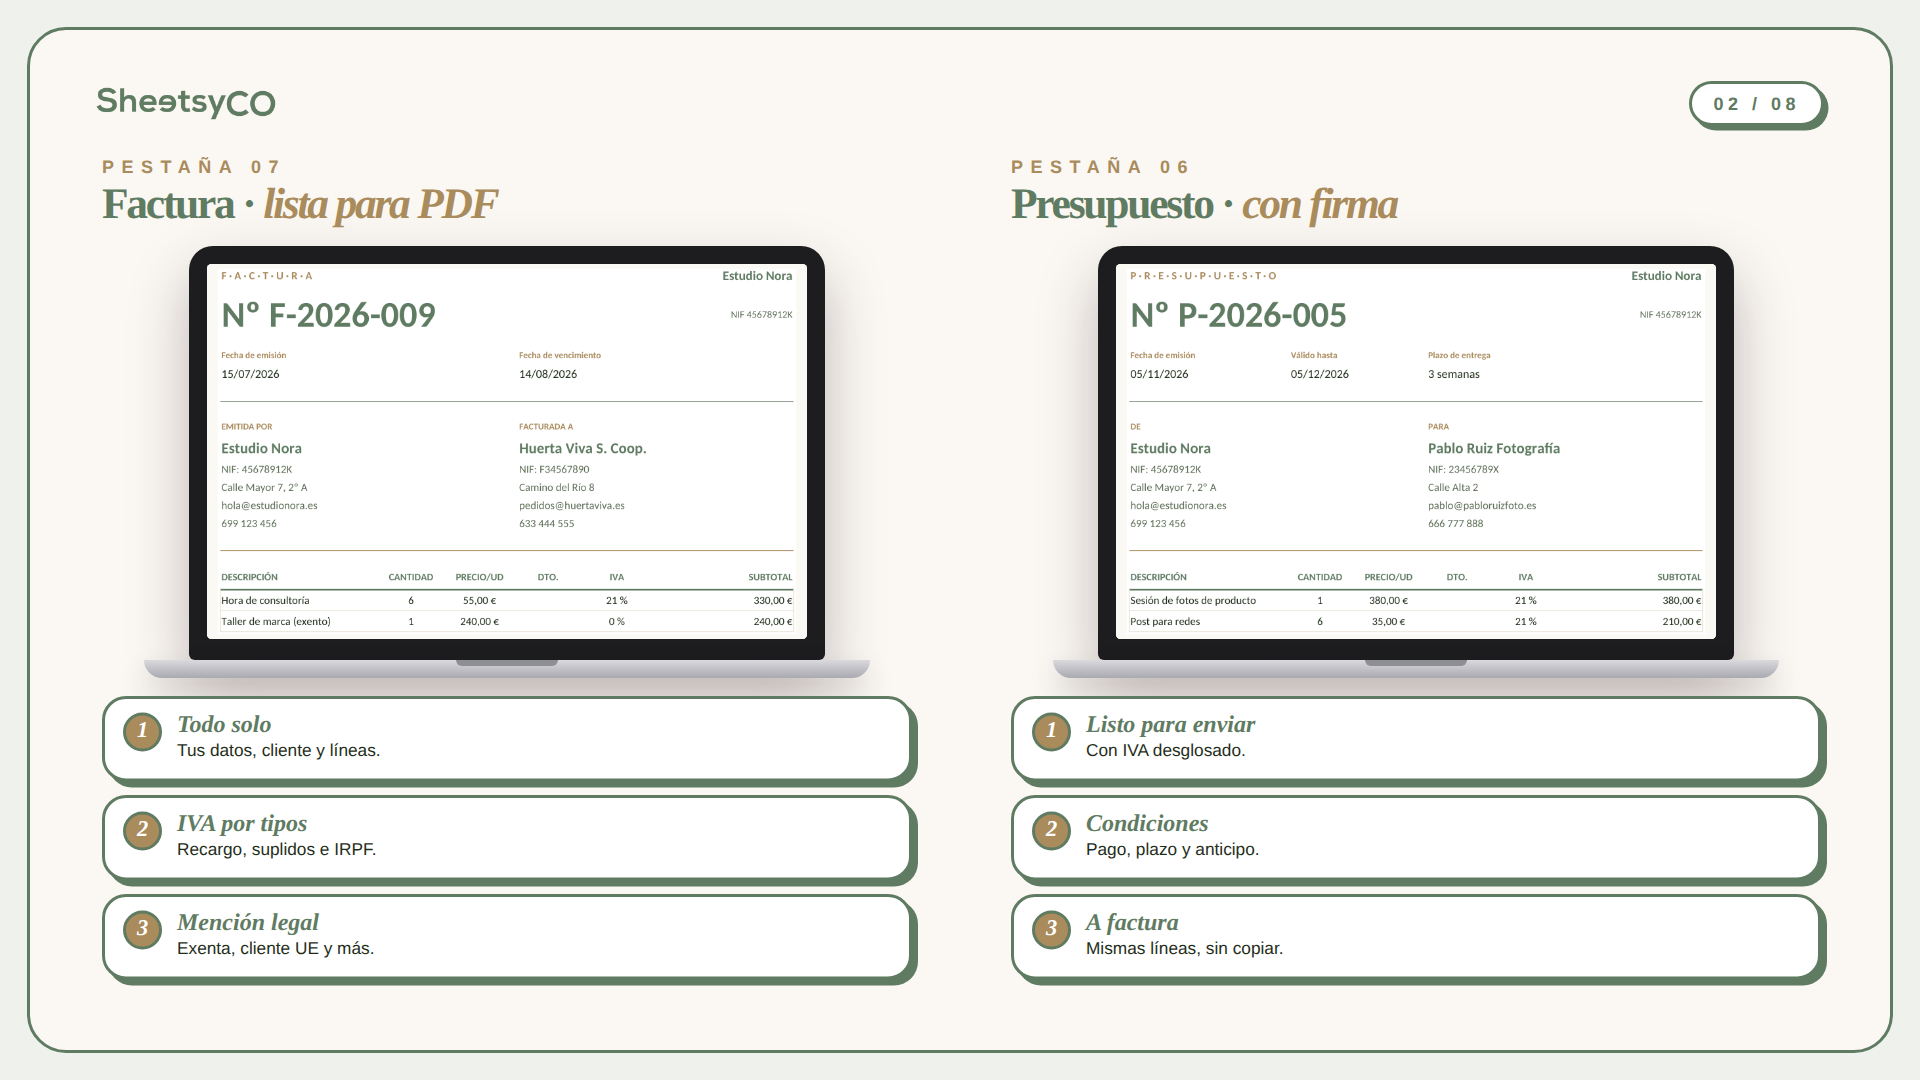 SheetsyCO
02 / 08
PESTAÑA 07
Factura · lista para PDF
F·A·C·T·U·R·A
Estudio Nora
Nº F-2026-009
NIF 45678912K
Fecha de emisión
Fecha de vencimiento
15/07/2026
14/08/2026
EMITIDA POR
FACTURADA A
Estudio Nora
Huerta Viva S. Coop.
NIF: 45678912K
NIF: F34567890
Calle Mayor 7, 2º A
Camino del Río 8
hola@estudionora.es
pedidos@huertaviva.es
699 123 456
633 444 555
DESCRIPCIÓN CANTIDAD PRECIO/UD DTO. IVA SUBTOTAL
Hora de consultoría 6 55,00 € 21 % 330,00 €
Taller de marca (exento) 1 240,00 € 0 % 240,00 €
1
Todo solo
Tus datos, cliente y líneas.
2
IVA por tipos
Recargo, suplidos e IRPF.
3
Mención legal
Exenta, cliente UE y más.
PESTAÑA 06
Presupuesto · con firma
P·R·E·S·U·P·U·E·S·T·O
Estudio Nora
Nº P-2026-005
NIF 45678912K
Fecha de emisión
Válido hasta
Plazo de entrega
05/11/2026
05/12/2026
3 semanas
DE
PARA
Estudio Nora
Pablo Ruiz Fotografía
NIF: 45678912K
NIF: 23456789X
Calle Mayor 7, 2º A
Calle Alta 2
hola@estudionora.es
pablo@pabloruizfoto.es
699 123 456
666 777 888
DESCRIPCIÓN CANTIDAD PRECIO/UD DTO. IVA SUBTOTAL
Sesión de fotos de producto 1 380,00 € 21 % 380,00 €
Post para redes 6 35,00 € 21 % 210,00 €
1
Listo para enviar
Con IVA desglosado.
2
Condiciones
Pago, plazo y anticipo.
3
A factura
Mismas líneas, sin copiar.